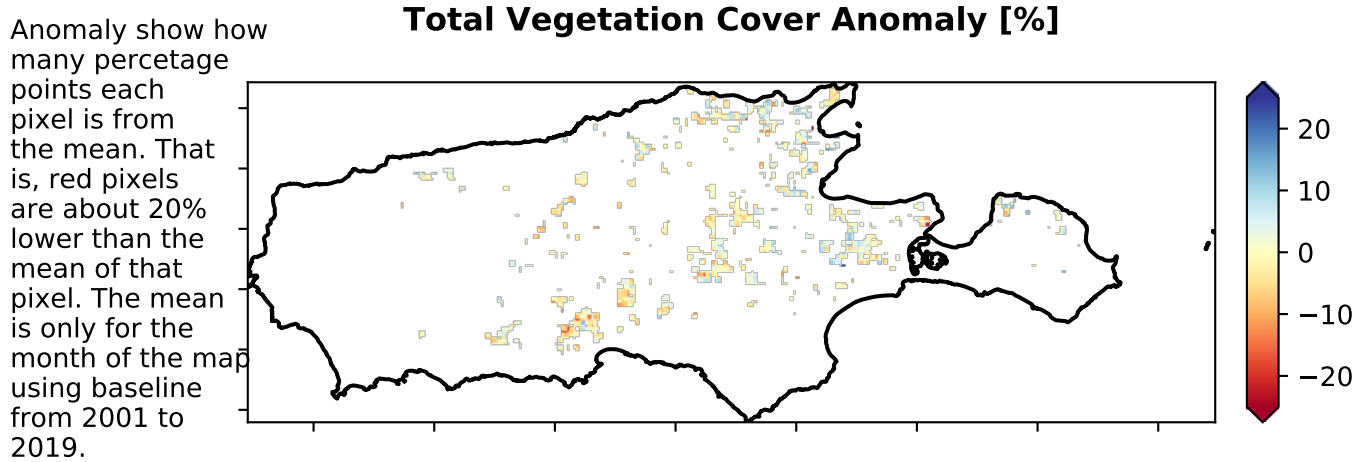 Total Vegetation Cover Anomaly [%]
Anomaly show how
many percetage
points each
pixel is from
the mean. That
is, red pixels
are about 20%
lower than the
mean of that
pixel. The mean
is only for the
month of the map
using baseline
from 2001 to
2019.
20
10
0
−10
−20